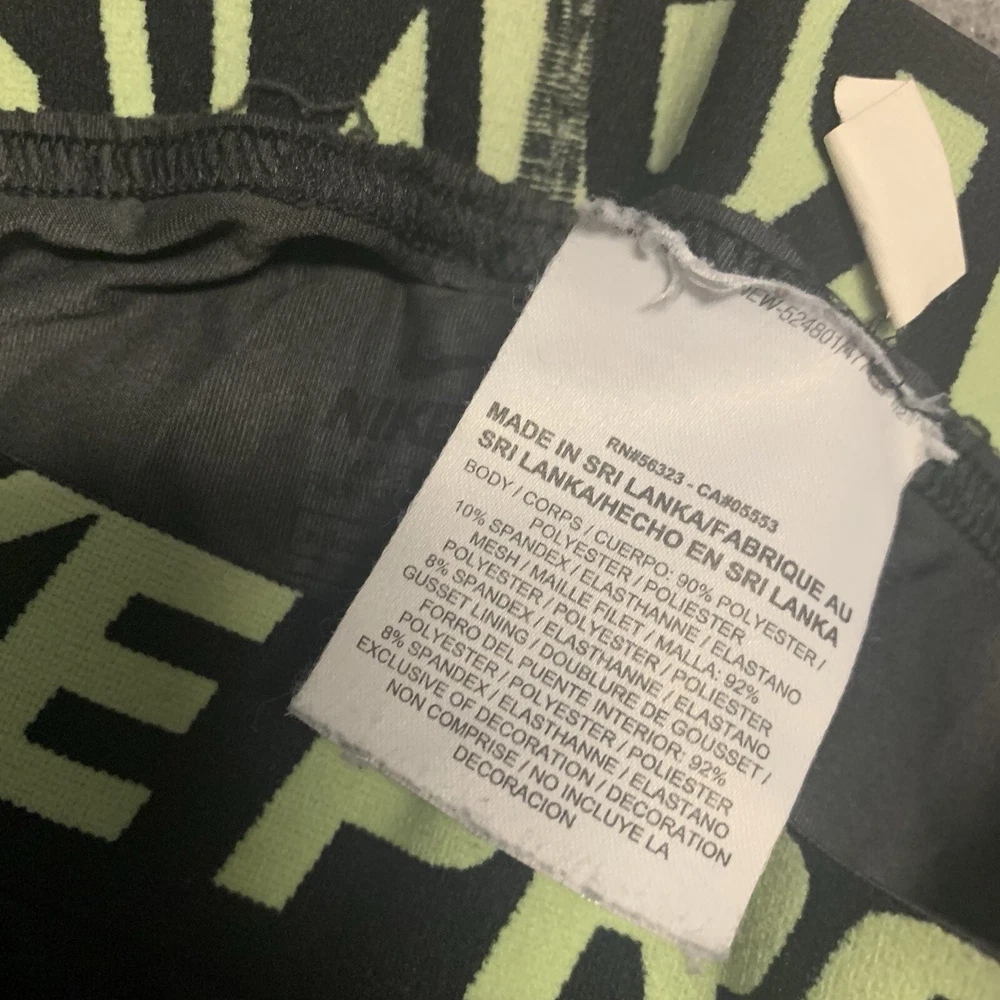 NIKE
RN#56323 - CA#05553
MADE IN SRI LANKA/FABRIQUE AU
SRI LANKA/HECHO EN SRI LANKA
BODY / CORPS / CUERPO: 90% POLYESTER /
POLYESTER / POLIESTER
10% SPANDEX / ELASTHANNE / ELASTANO
MESH / MAILLE FILET / MALLA: 92%
POLYESTER / POLYESTER / POLIESTER
8% SPANDEX / ELASTHANNE / ELASTANO
GUSSET LINING / DOUBLURE DE GOUSSET /
FORRO DEL PUENTE INTERIOR: 92%
POLYESTER / POLYESTER / POLIESTER
8% SPANDEX / ELASTHANNE / ELASTANO
EXCLUSIVE OF DECORATION / DECORATION
NON COMPRISE / NO INCLUYE LA
DECORACION